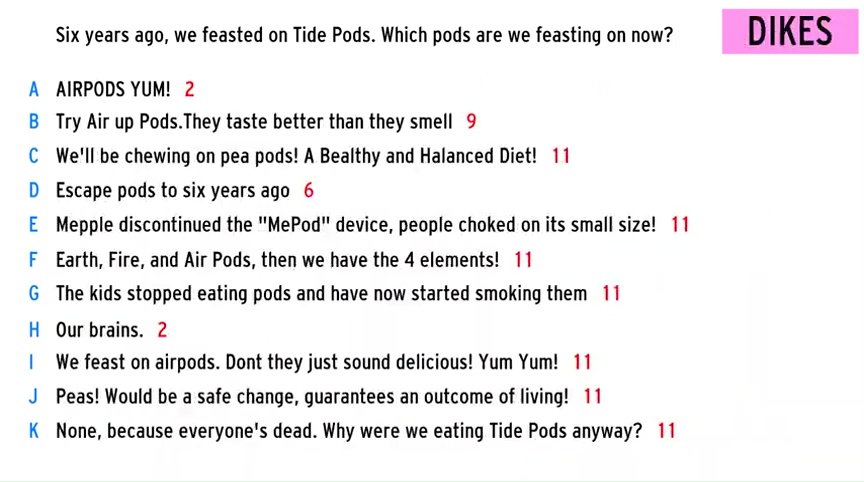 Six years ago, we feasted on Tide Pods. Which pods are we feasting on now?
DIKES
A AIRPODS YUM! 2
B Try Air up Pods.They taste better than they smell 9
C We'll be chewing on pea pods! A Bealthy and Halanced Diet! 11
D Escape pods to six years ago 6
E Mepple discontinued the "MePod" device, people choked on its small size! 11
F Earth, Fire, and Air Pods, then we have the 4 elements! 11
G The kids stopped eating pods and have now started smoking them 11
H Our brains. 2
I We feast on airpods. Dont they just sound delicious! Yum Yum! 11
J Peas! Would be a safe change, guarantees an outcome of living! 11
K None, because everyone's dead. Why were we eating Tide Pods anyway? 11